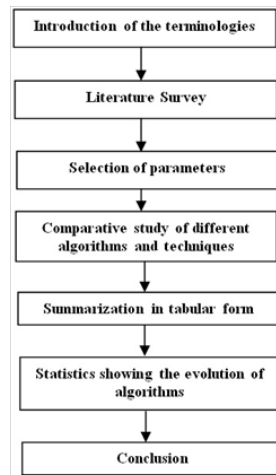 Introduction of the terminologies
Literature Survey
Selection of parameters
Comparative study of different
algorithms and techniques
Summarization in tabular form
Statistics showing the evolution of
algorithms
Conclusion